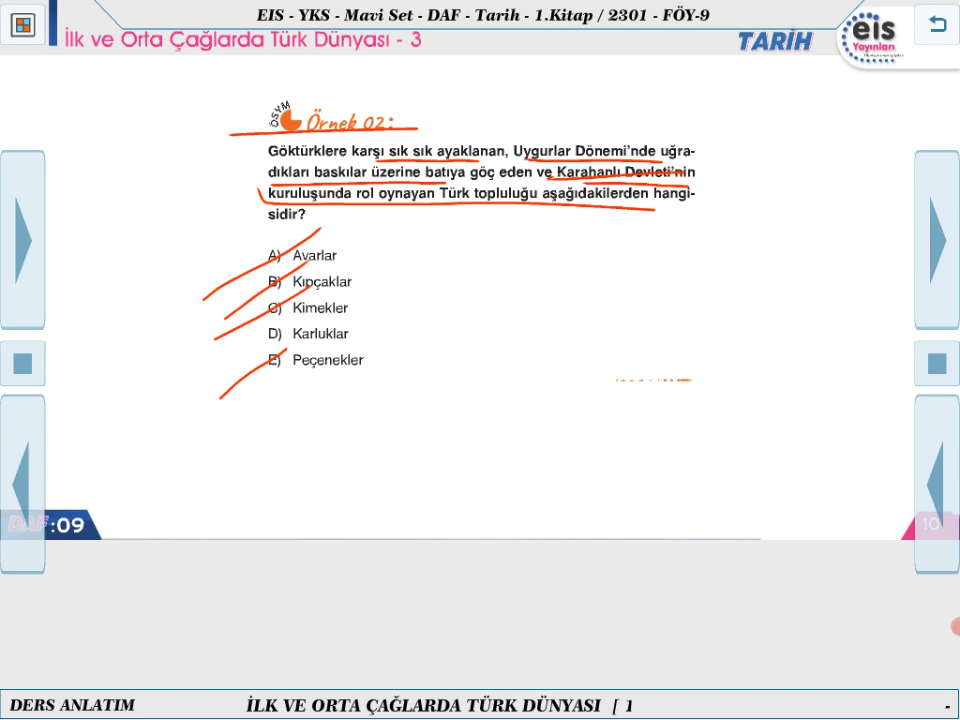 EIS - YKS - Mavi Set - DAF - Tarih - 1.Kitap / 2301 - FÖY-9
İlk ve Orta Çağlarda Türk Dünyası - 3
TARİH
eis
Yayınları
ÖSYM
Örnek 02:
Göktürklere karşı sık sık ayaklanan, Uygurlar Dönemi'nde uğra-
dıkları baskılar üzerine batıya göç eden ve Karahanlı Devleti'nin
kuruluşunda rol oynayan Türk topluluğu aşağıdakilerden hangi-
sidir?
A) Avarlar
B) Kıpçaklar
C) Kimekler
D) Karluklar
E) Peçenekler
DAF:09
10
DERS ANLATIM
İLK VE ORTA ÇAĞLARDA TÜRK DÜNYASI [ 1
-